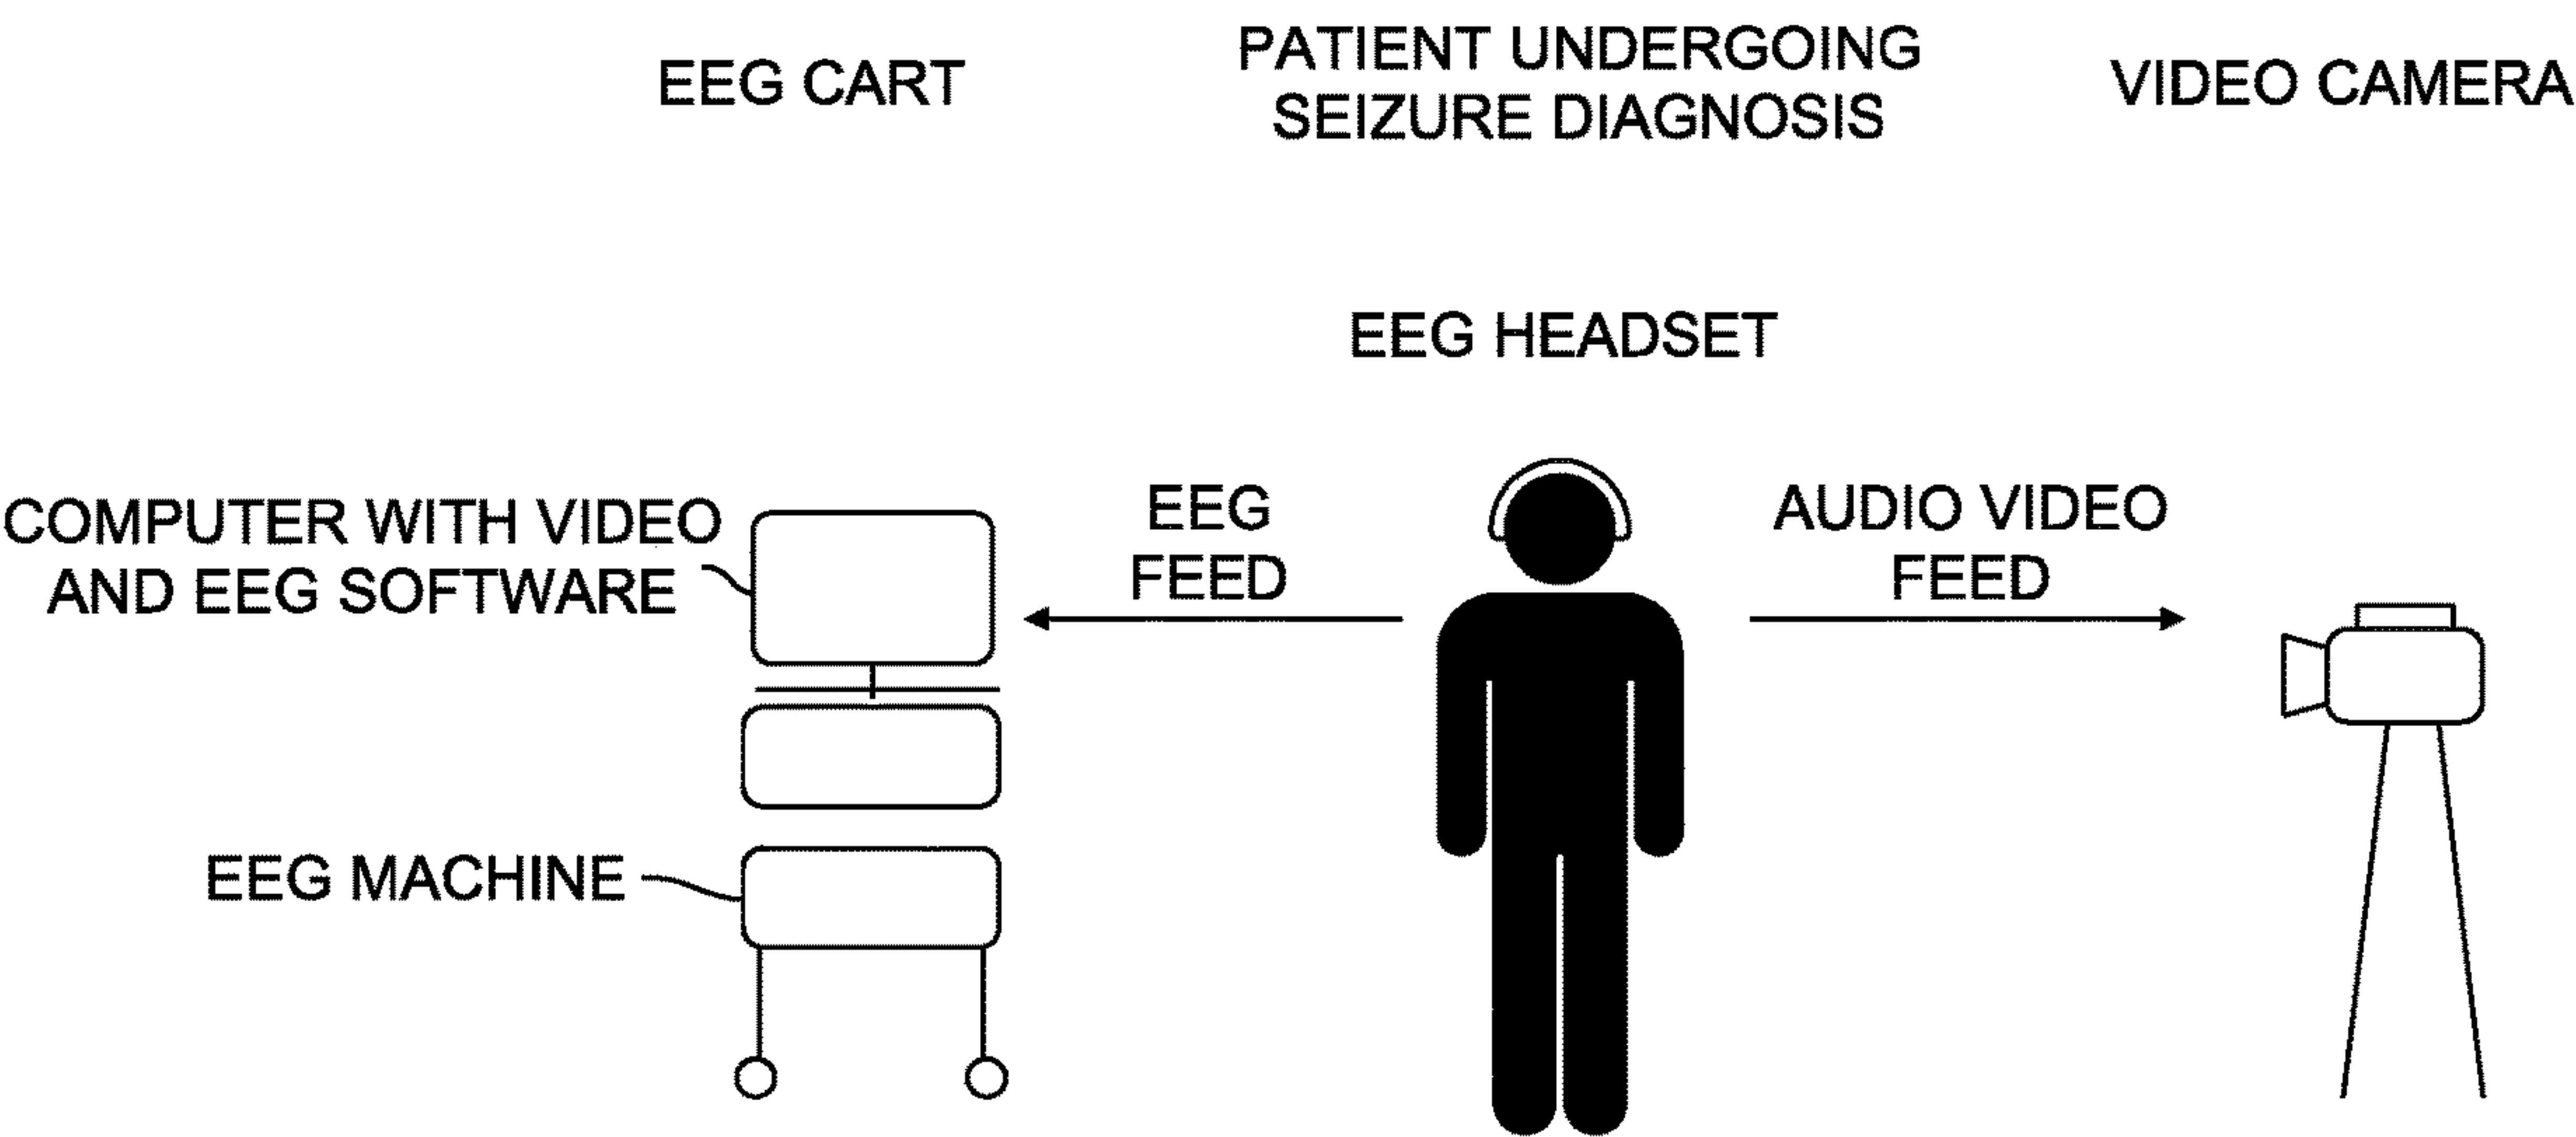 EEG CART
PATIENT UNDERGOING
SEIZURE DIAGNOSIS
VIDEO CAMERA
EEG HEADSET
COMPUTER WITH VIDEO
AND EEG SOFTWARE
EEG
FEED
AUDIO VIDEO
FEED
EEG MACHINE